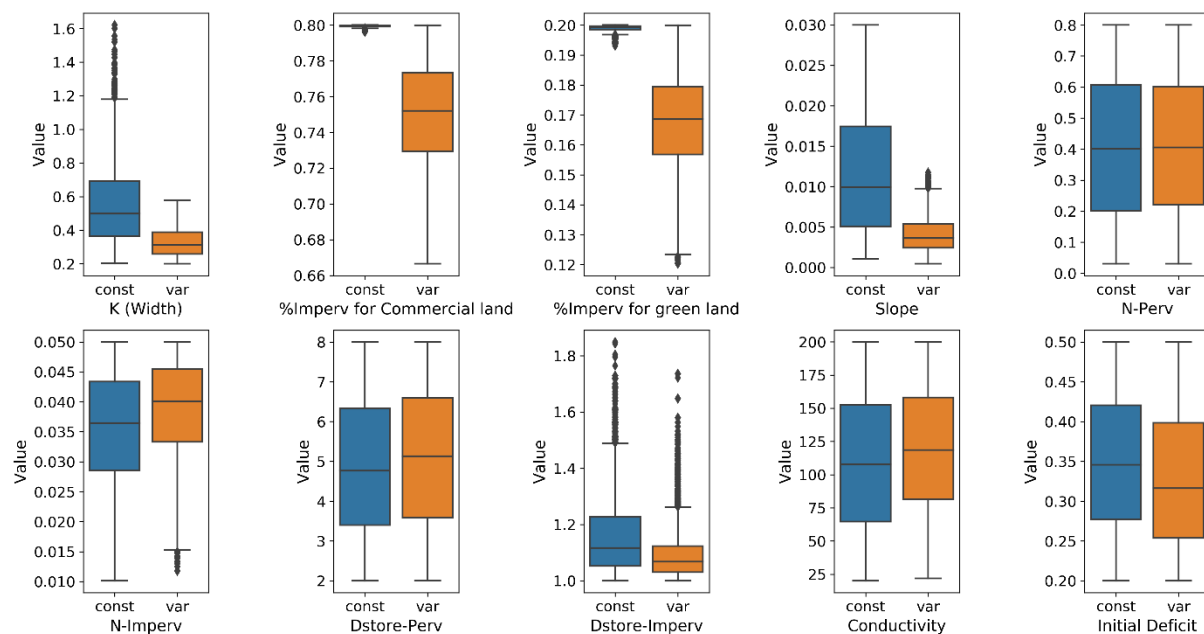 Value
1.6
1.4
1.2
1.0
0.8
0.6
0.4
0.2
const var
K (Width)
Value
0.80
0.78
0.76
0.74
0.72
0.70
0.68
0.66
const var
%Imperv for Commercial land
Value
0.20
0.19
0.18
0.17
0.16
0.15
0.14
0.13
0.12
const var
%Imperv for green land
Value
0.030
0.025
0.020
0.015
0.010
0.005
0.000
const var
Slope
Value
0.8
0.7
0.6
0.5
0.4
0.3
0.2
0.1
0.0
const var
N-Perv
Value
0.050
0.045
0.040
0.035
0.030
0.025
0.020
0.015
0.010
const var
N-Imperv
Value
8
7
6
5
4
3
2
const var
Dstore-Perv
Value
1.8
1.6
1.4
1.2
1.0
const var
Dstore-Imperv
Value
200
175
150
125
100
75
50
25
const var
Conductivity
Value
0.50
0.45
0.40
0.35
0.30
0.25
0.20
const var
Initial Deficit